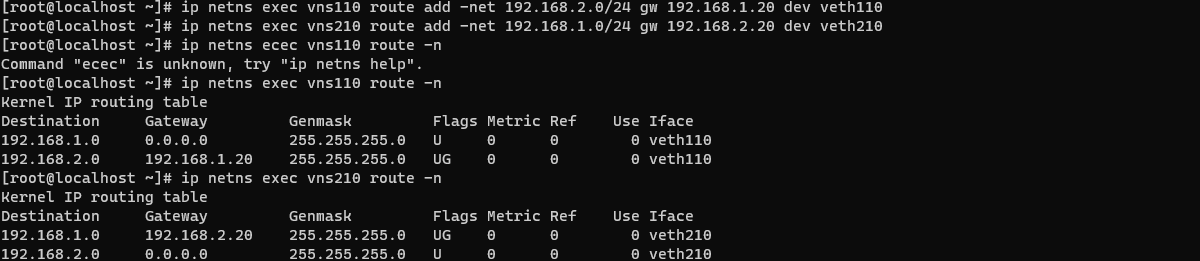 [root@localhost ~]# ip netns exec vns110 route add -net 192.168.2.0/24 gw 192.168.1.20 dev veth110
[root@localhost ~]# ip netns exec vns210 route add -net 192.168.1.0/24 gw 192.168.2.20 dev veth210
[root@localhost ~]# ip netns ecec vns110 route -n
Command "ecec" is unknown, try "ip netns help".
[root@localhost ~]# ip netns exec vns110 route -n
Kernel IP routing table
Destination     Gateway         Genmask         Flags Metric Ref    Use Iface
192.168.1.0     0.0.0.0         255.255.255.0   U     0      0        0 veth110
192.168.2.0     192.168.1.20    255.255.255.0   UG    0      0        0 veth110
[root@localhost ~]# ip netns exec vns210 route -n
Kernel IP routing table
Destination     Gateway         Genmask         Flags Metric Ref    Use Iface
192.168.1.0     192.168.2.20    255.255.255.0   UG    0      0        0 veth210
192.168.2.0     0.0.0.0         255.255.255.0   U     0      0        0 veth210